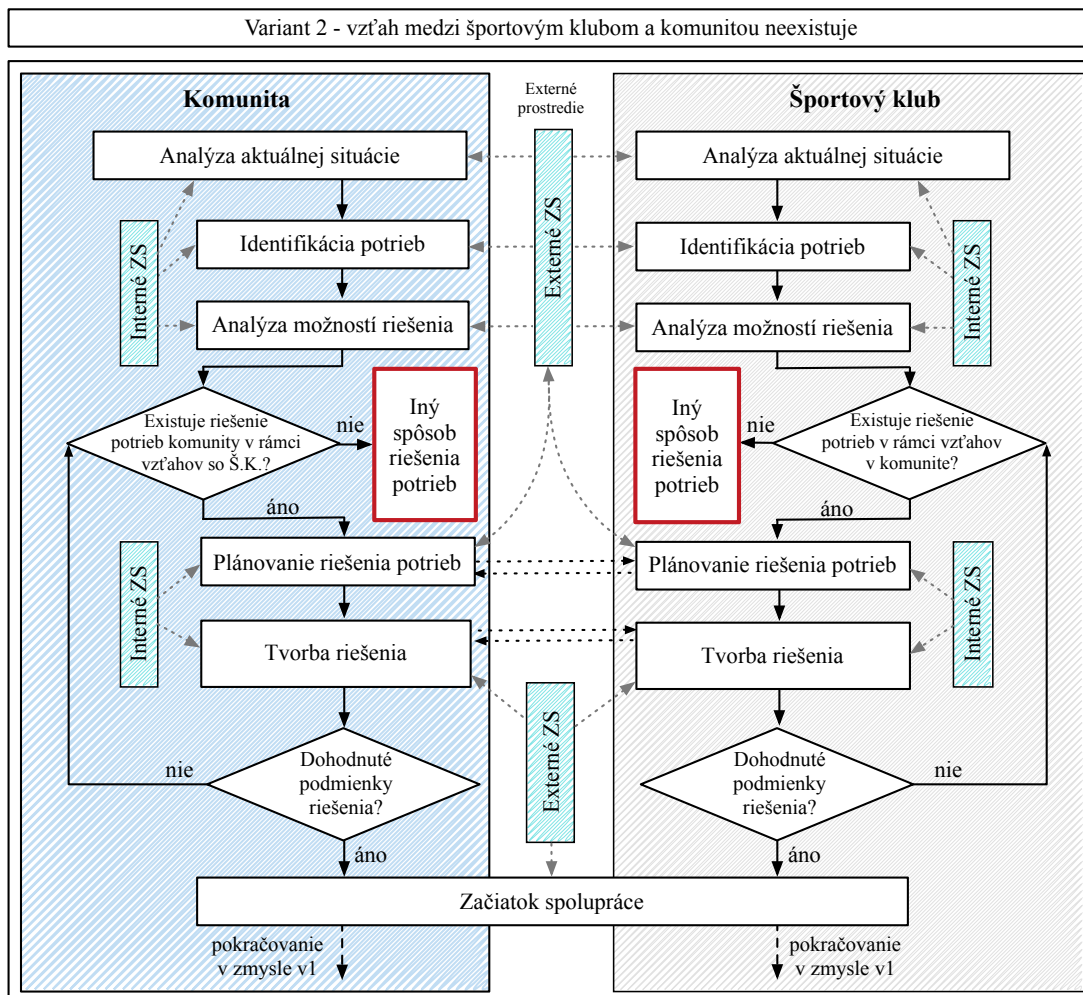 Variant 2 - vzťah medzi športovým klubom a komunitou neexistuje
Komunita
Externé
prostredie
Športový klub
Analýza aktuálnej situácie
Analýza aktuálnej situácie
Interné ZS
Identifikácia potrieb
Externé ZS
Identifikácia potrieb
Interné ZS
Analýza možností riešenia
Analýza možností riešenia
Existuje riešenie
potrieb komunity v rámci
vzťahov so Š.K.?
nie
Iný
spôsob
riešenia
potrieb
Iný
spôsob
riešenia
potrieb
nie
Existuje riešenie
potrieb v rámci vzťahov
v komunite?
áno
áno
Interné ZS
Plánovanie riešenia potrieb
Plánovanie riešenia potrieb
Interné ZS
Tvorba riešenia
Tvorba riešenia
Externé ZS
nie
Dohodnuté
podmienky
riešenia?
Dohodnuté
podmienky
riešenia?
nie
áno
áno
Začiatok spolupráce
pokračovanie
v zmysle v1
pokračovanie
v zmysle v1